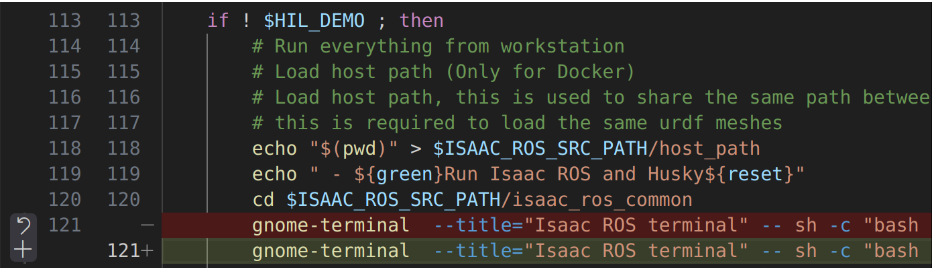 113 113 if ! $HIL_DEMO ; then
114 114 # Run everything from workstation
115 115 # Load host path (Only for Docker)
116 116 # Load host path, this is used to share the same path betwee
117 117 # this is required to load the same urdf meshes
118 118 echo "$(pwd)" > $ISAAC_ROS_SRC_PATH/host_path
119 119 echo " - ${green}Run Isaac ROS and Husky${reset}"
120 120 cd $ISAAC_ROS_SRC_PATH/isaac_ros_common
121 − gnome-terminal  --title="Isaac ROS terminal" -- sh -c "bash
121+ gnome-terminal  --title="Isaac ROS terminal" -- sh -c "bash